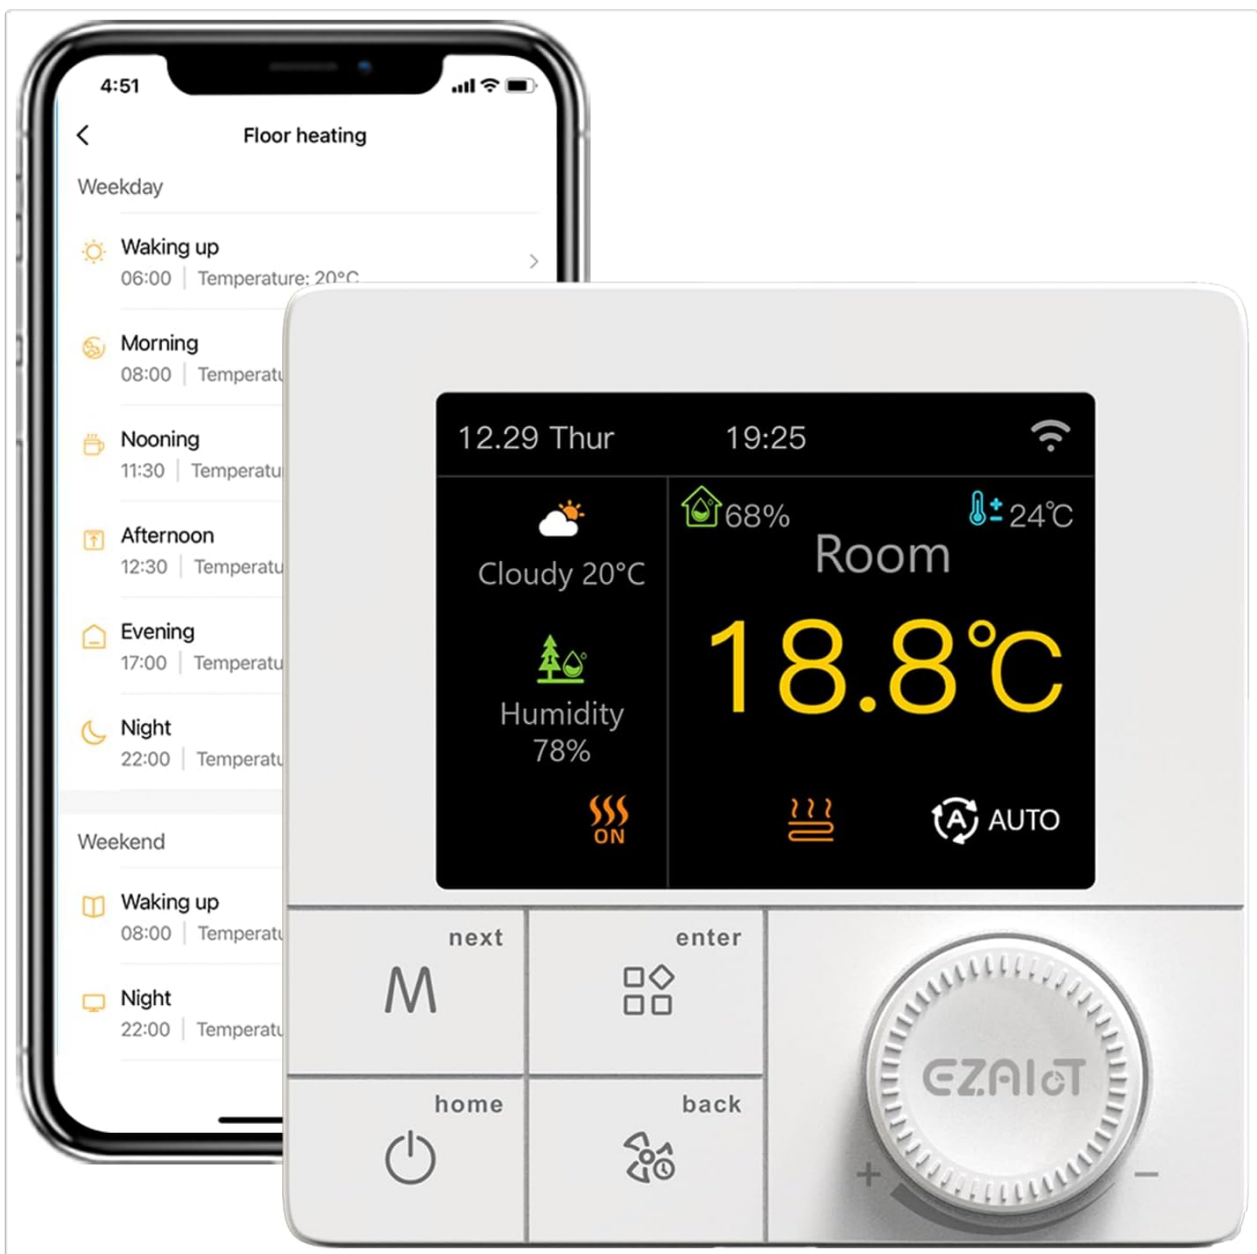 4:51
Floor heating
Weekday
Waking up
06:00 | Temperature: 20°C
Morning
08:00
Nooning
11:30
Afternoon
12:30
Evening
17:00
Night
22:00
Weekend
Waking up
08:00
Night
22:00
12.29 Thur 19:25
68% 24°C
Room
Cloudy 20°C
18.8°C
Humidity
78%
ON
A AUTO
next
M
enter
home
back
EZAIoT
+ −